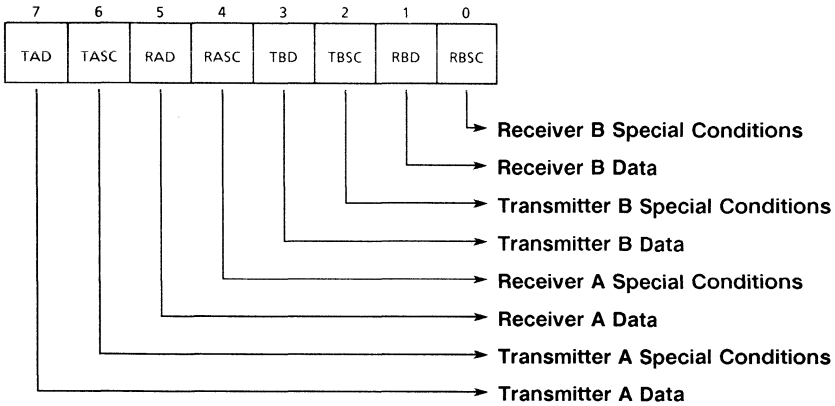 7 6 5 4 3 2 1 0
TAD TASC RAD RASC TBD TBSC RBD RBSC
Receiver B Special Conditions
Receiver B Data
Transmitter B Special Conditions
Transmitter B Data
Receiver A Special Conditions
Receiver A Data
Transmitter A Special Conditions
Transmitter A Data